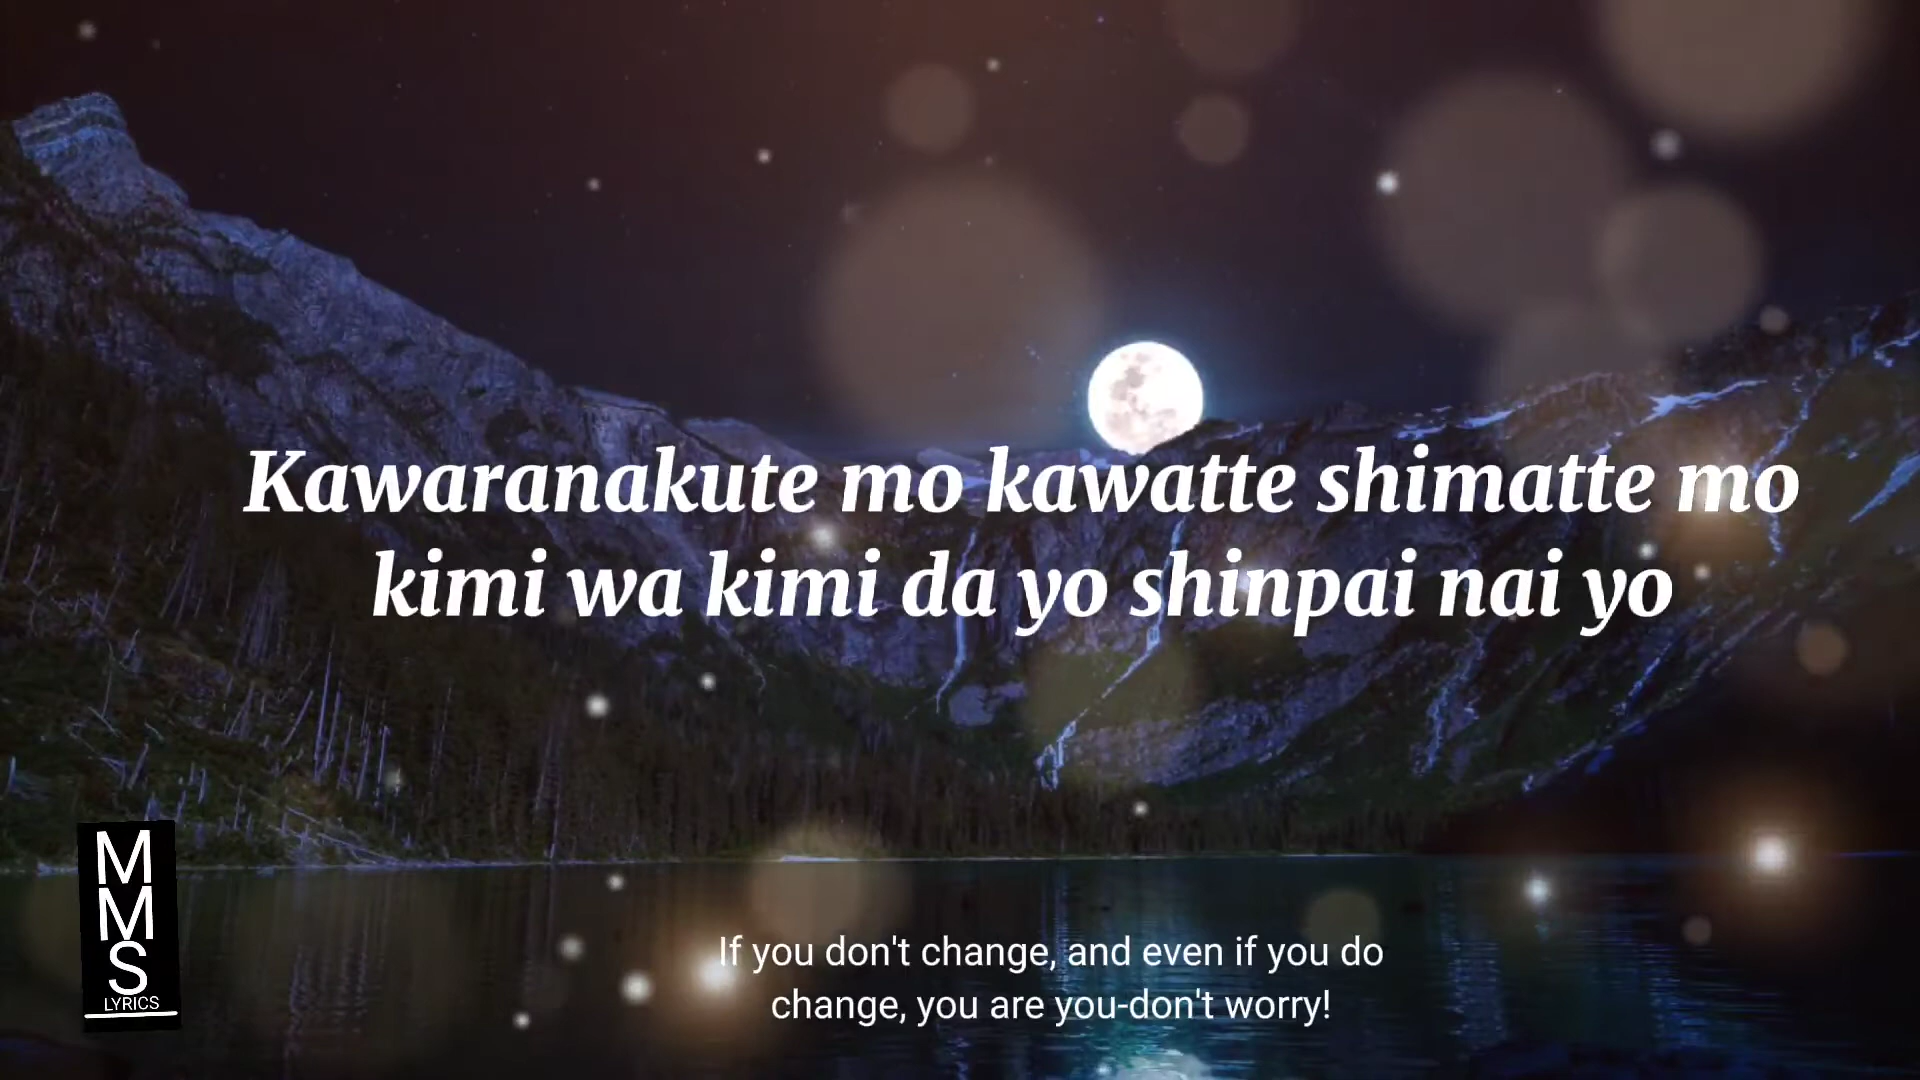 Kawaranakute mo kawatte shimatte mo
kimi wa kimi da yo shinpai nai yo
M
M
S
LYRICS
If you don't change, and even if you do
change, you are you-don't worry!